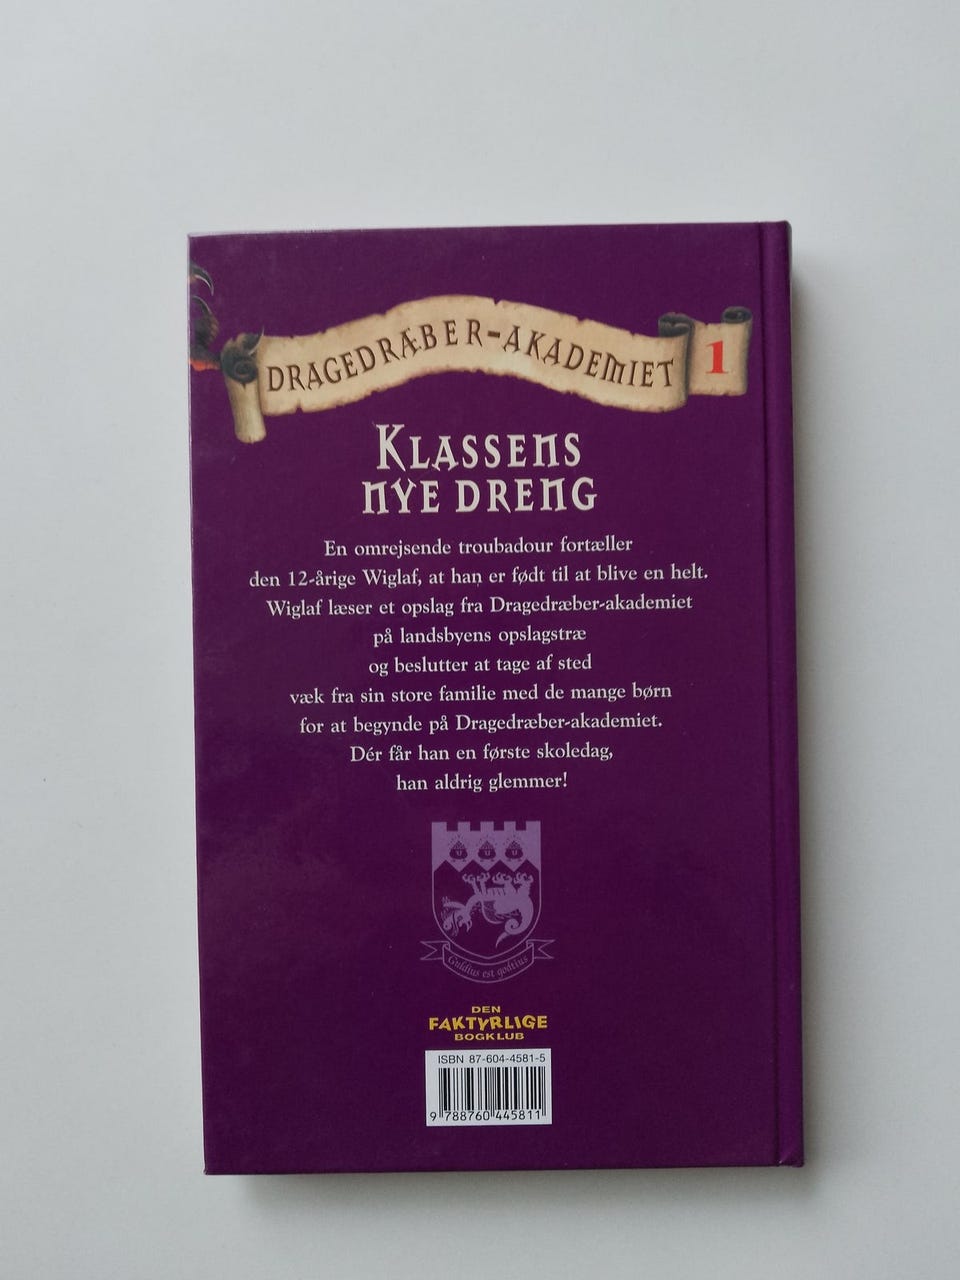 DRAGEDRÆBER-AKADEMIET 1
KLASSENS
NYE DRENG
En omrejsende troubadour fortæller
den 12-årige Wiglaf, at han er født til at blive en helt.
Wiglaf læser et opslag fra Dragedræber-akademiet
på landsbyens opslagstræ
og beslutter at tage af sted
væk fra sin store familie med de mange børn
for at begynde på Dragedræber-akademiet.
Dér får han en første skoledag,
han aldrig glemmer!
Guldius est godtius
DEN
FAKTYRLIGE
BOGKLUB
ISBN 87-604-4581-5
9 788760 445811